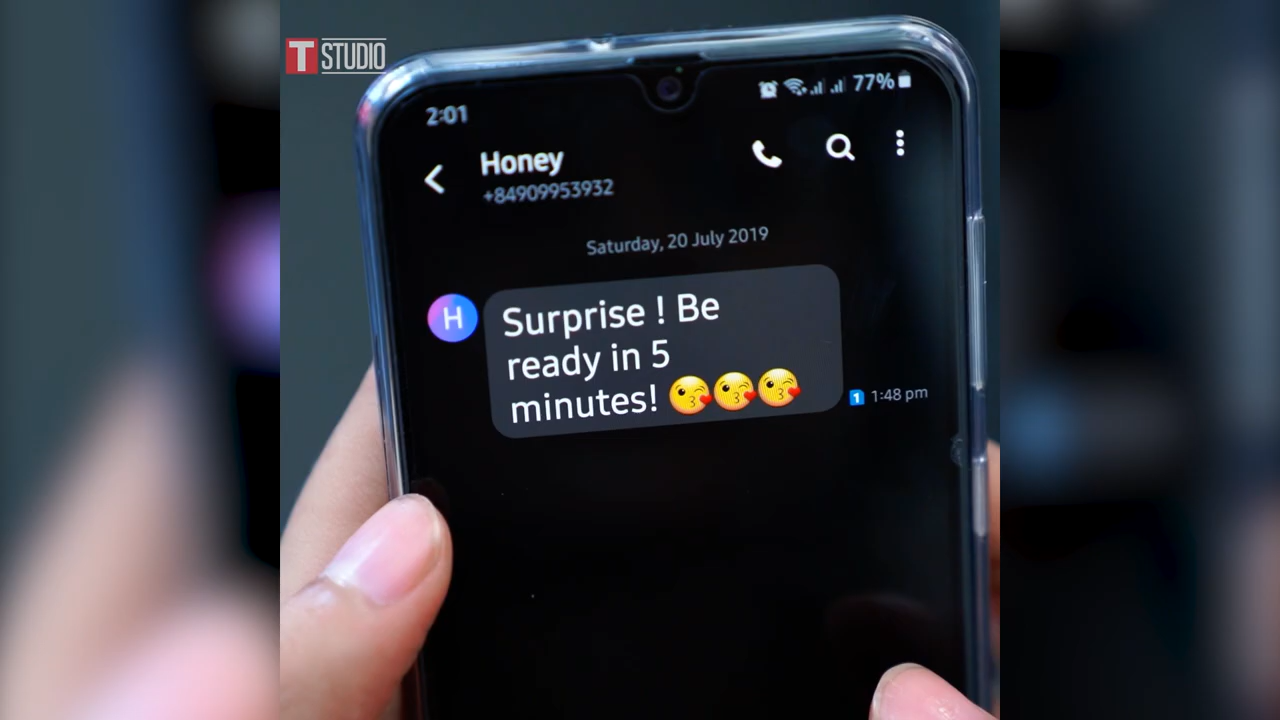 T STUDIO
2:01
77%
Honey
+84909953932
Saturday, 20 July 2019
H
Surprise ! Be
ready in 5
minutes! 😘😘😘
1 1:48 pm